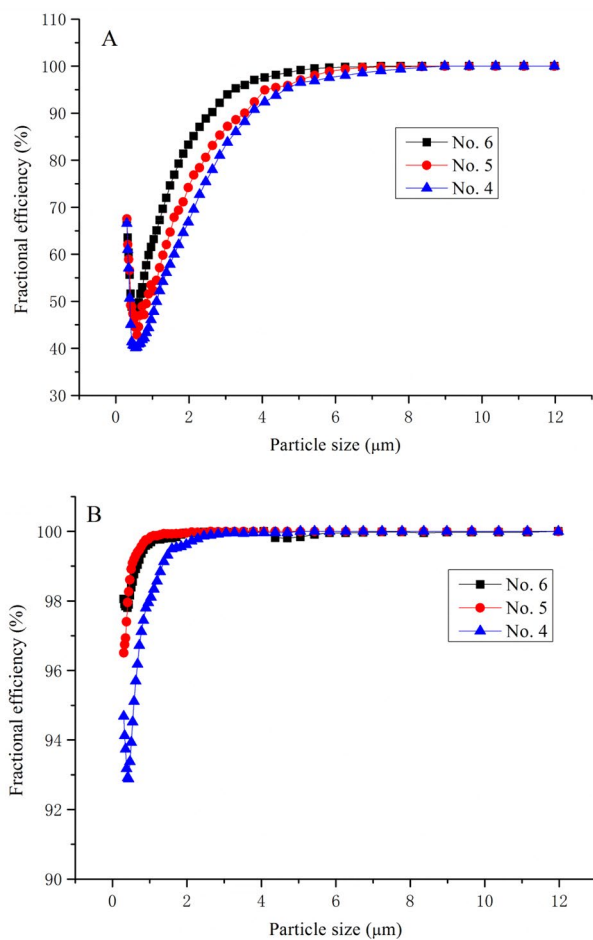 A
110
100
90
80
70
60
50
40
30
Fractional efficiency (%)
No. 6
No. 5
No. 4
0 2 4 6 8 10 12
Particle size (μm)
B
100
98
96
94
92
90
Fractional efficiency (%)
No. 6
No. 5
No. 4
0 2 4 6 8 10 12
Particle size (μm)